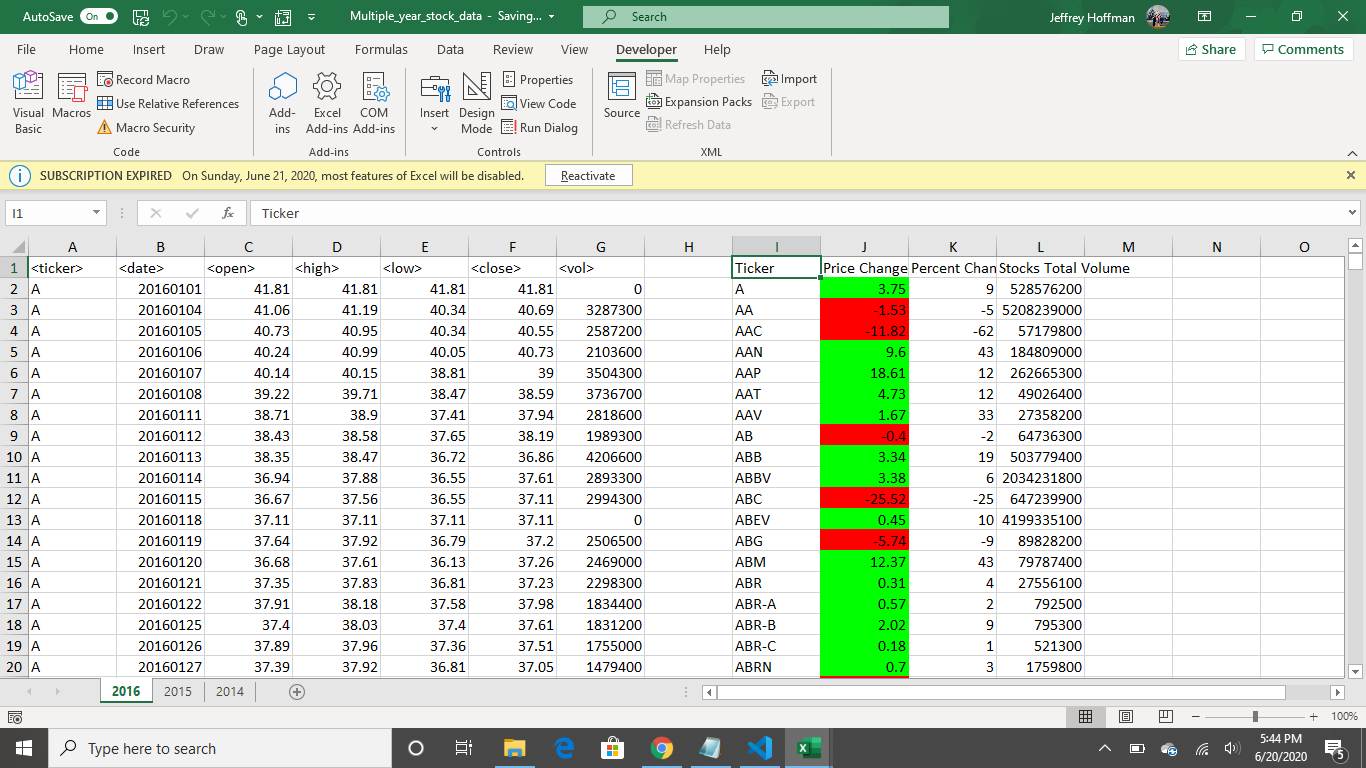 AutoSave On Multiple_year_stock_data - Saving... Search Jeffrey Hoffman
File Home Insert Draw Page Layout Formulas Data Review View Developer Help Share Comments
Visual Basic
Macros
Record Macro
Use Relative References
Macro Security
Add-ins
Excel Add-ins
COM Add-ins
Insert
Design Mode
Properties
View Code
Run Dialog
Source
Map Properties
Expansion Packs
Refresh Data
Import
Export
Code Add-ins Controls XML
SUBSCRIPTION EXPIRED On Sunday, June 21, 2020, most features of Excel will be disabled. Reactivate
I1 fx Ticker
A B C D E F G H I J K L M N O
1 <ticker> <date> <open> <high> <low> <close> <vol> Ticker Price Change Percent Chan Stocks Total Volume
2 A 20160101 41.81 41.81 41.81 41.81 0 A 3.75 9 528576200
3 A 20160104 41.06 41.19 40.34 40.69 3287300 AA -1.53 -5 5208239000
4 A 20160105 40.73 40.95 40.34 40.55 2587200 AAC -11.82 -62 57179800
5 A 20160106 40.24 40.99 40.05 40.73 2103600 AAN 9.6 43 184809000
6 A 20160107 40.14 40.15 38.81 39 3504300 AAP 18.61 12 262665300
7 A 20160108 39.22 39.71 38.47 38.59 3736700 AAT 4.73 12 49026400
8 A 20160111 38.71 38.9 37.41 37.94 2818600 AAV 1.67 33 27358200
9 A 20160112 38.43 38.58 37.65 38.19 1989300 AB -0.4 -2 64736300
10 A 20160113 38.35 38.47 36.72 36.86 4206600 ABB 3.34 19 503779400
11 A 20160114 36.94 37.88 36.55 37.61 2893300 ABBV 3.38 6 2034231800
12 A 20160115 36.67 37.56 36.55 37.11 2994300 ABC -25.52 -25 647239900
13 A 20160118 37.11 37.11 37.11 37.11 0 ABEV 0.45 10 4199335100
14 A 20160119 37.64 37.92 36.79 37.2 2506500 ABG -5.74 -9 89828200
15 A 20160120 36.68 37.61 36.13 37.26 2469000 ABM 12.37 43 79787400
16 A 20160121 37.35 37.83 36.81 37.23 2298300 ABR 0.31 4 27556100
17 A 20160122 37.91 38.18 37.58 37.98 1834400 ABR-A 0.57 2 792500
18 A 20160125 37.4 38.03 37.4 37.61 1831200 ABR-B 2.02 9 795300
19 A 20160126 37.89 37.96 37.36 37.51 1755000 ABR-C 0.18 1 521300
20 A 20160127 37.39 37.92 36.81 37.05 1479400 ABRN 0.7 3 1759800
2016 2015 2014
100%
Type here to search
5:44 PM
6/20/2020
5